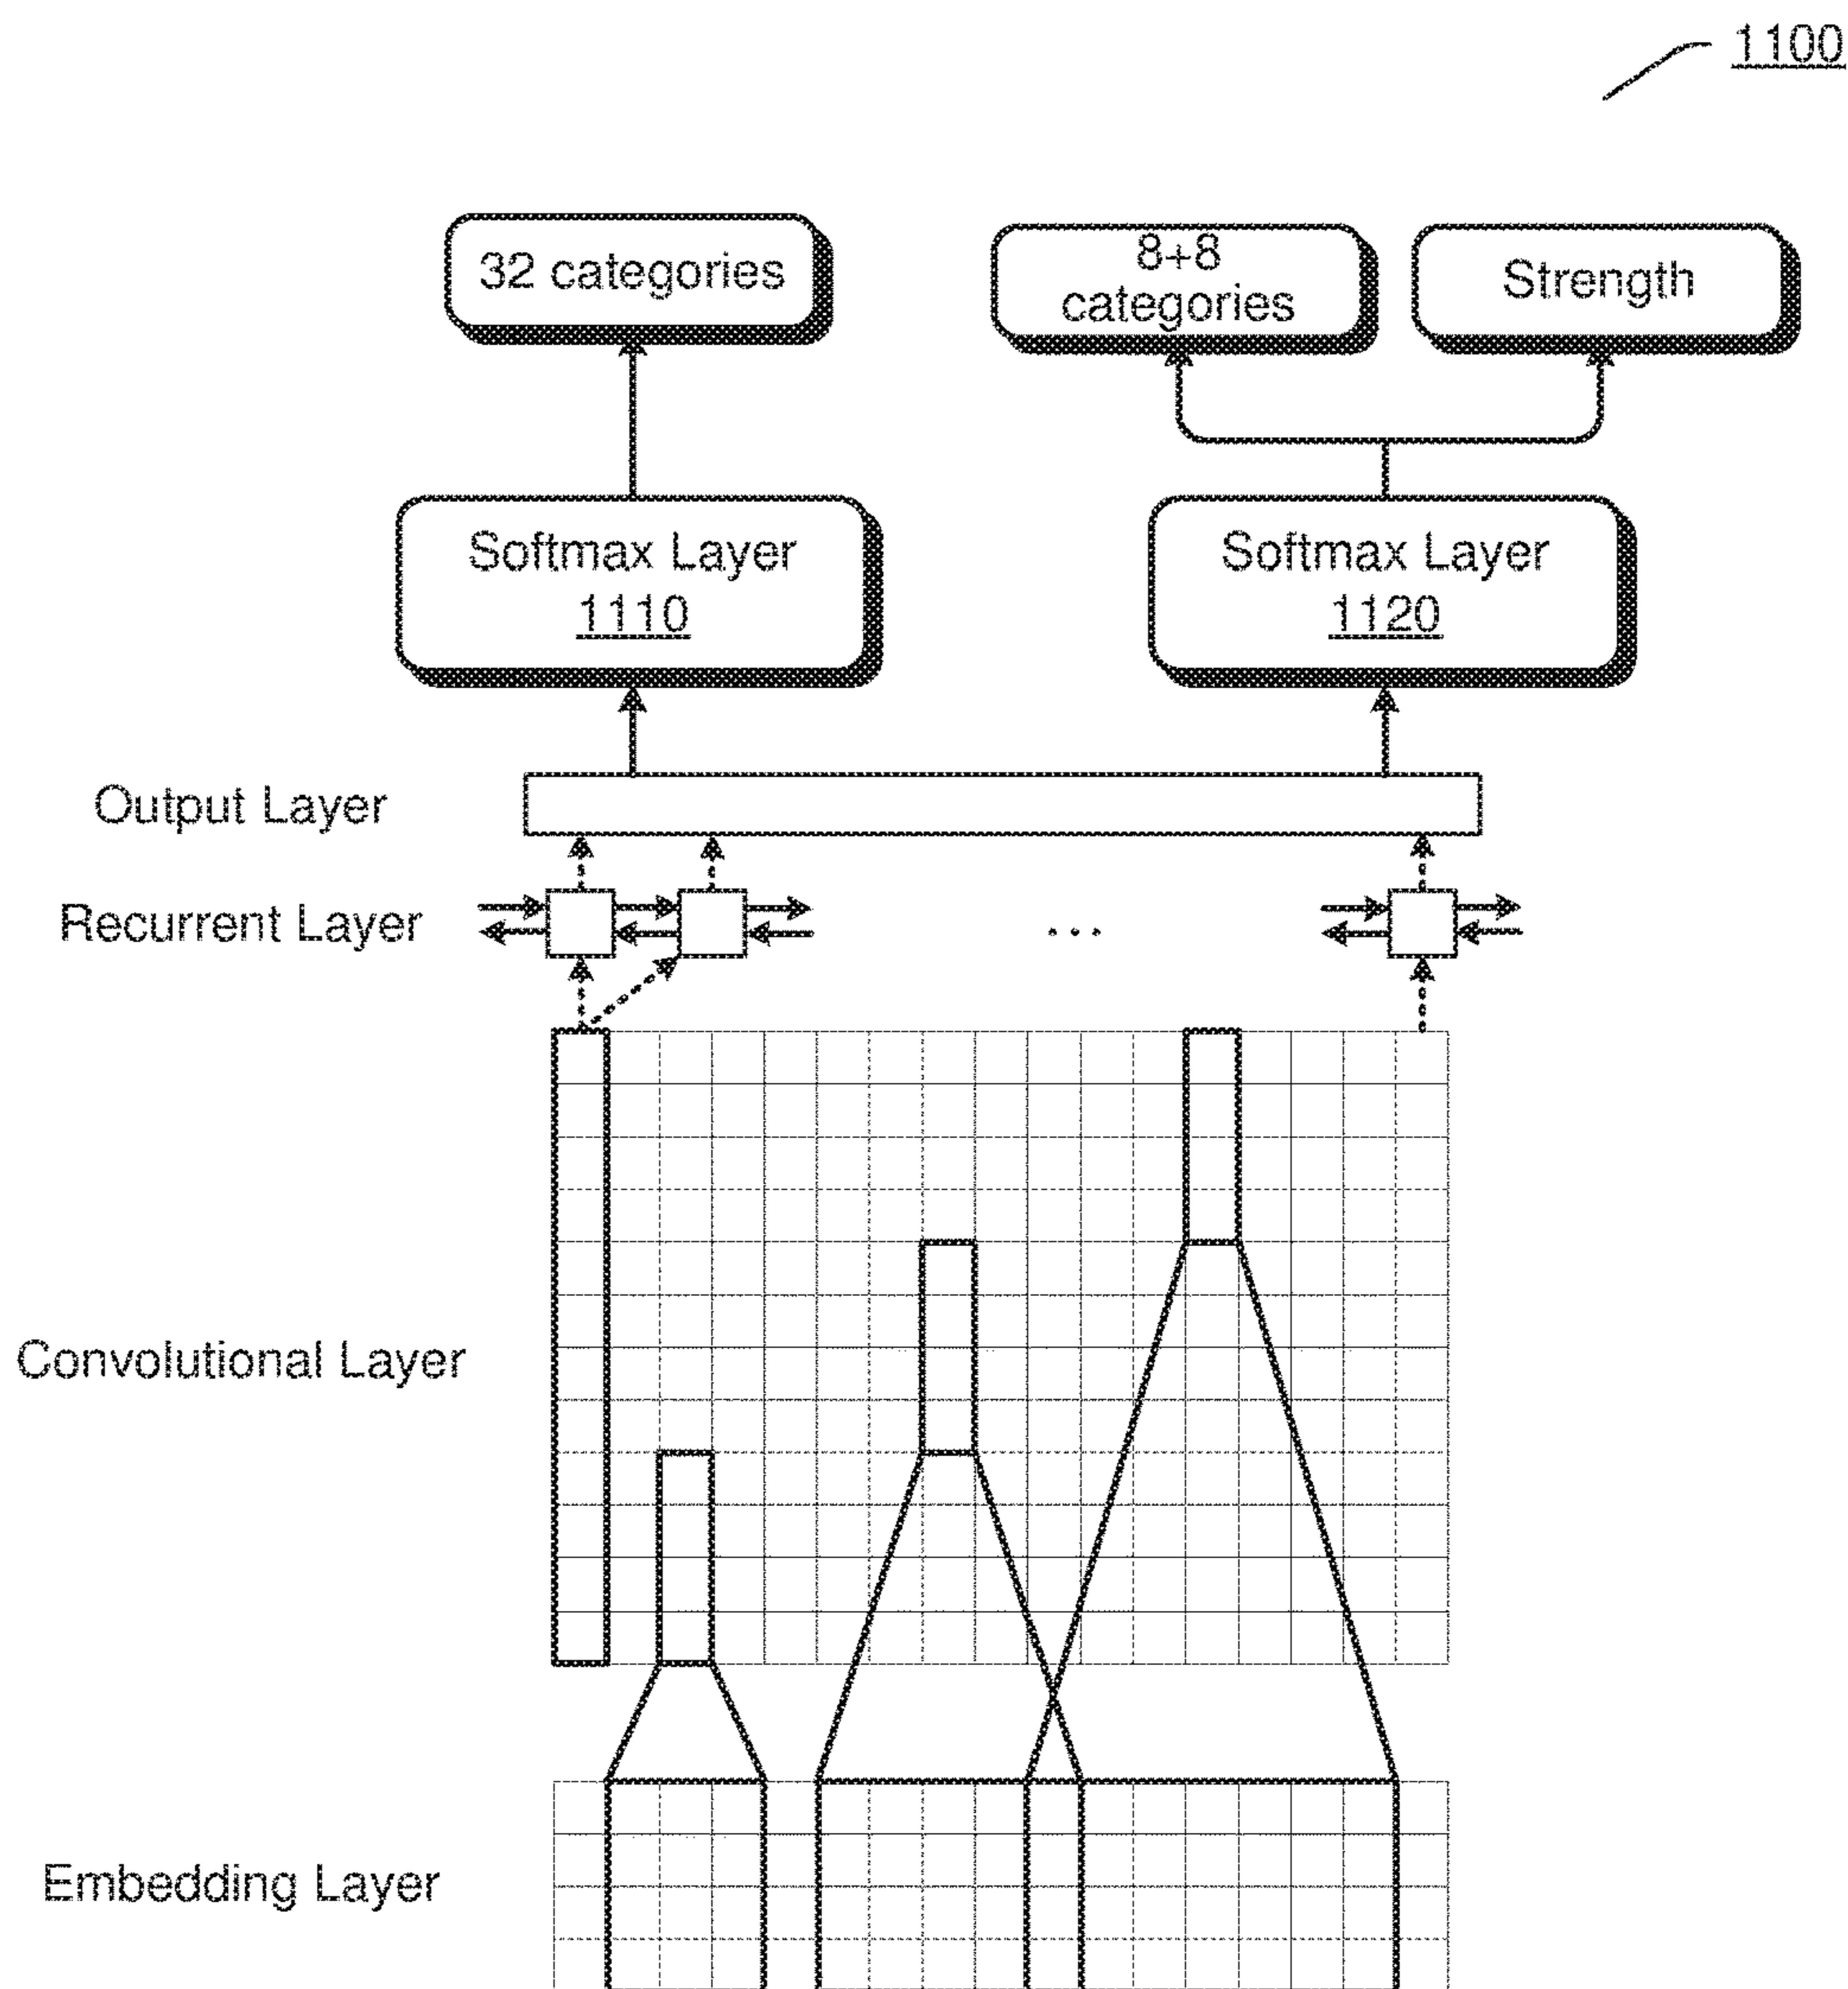 1100
32 categories
8+8
categories
Strength
Softmax Layer
1110
Softmax Layer
1120
Output Layer
Recurrent Layer
...
Convolutional Layer
Embedding Layer